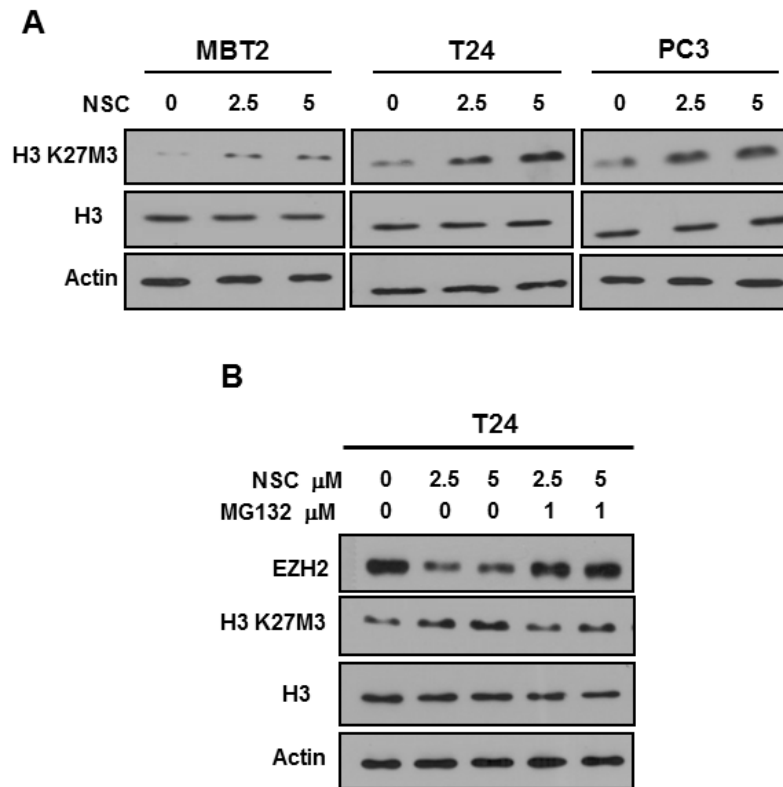 A
MBT2 T24 PC3
NSC 0 2.5 5 0 2.5 5 0 2.5 5
H3 K27M3
H3
Actin
B
T24
NSC μM 0 2.5 5 2.5 5
MG132 μM 0 0 0 1 1
EZH2
H3 K27M3
H3
Actin